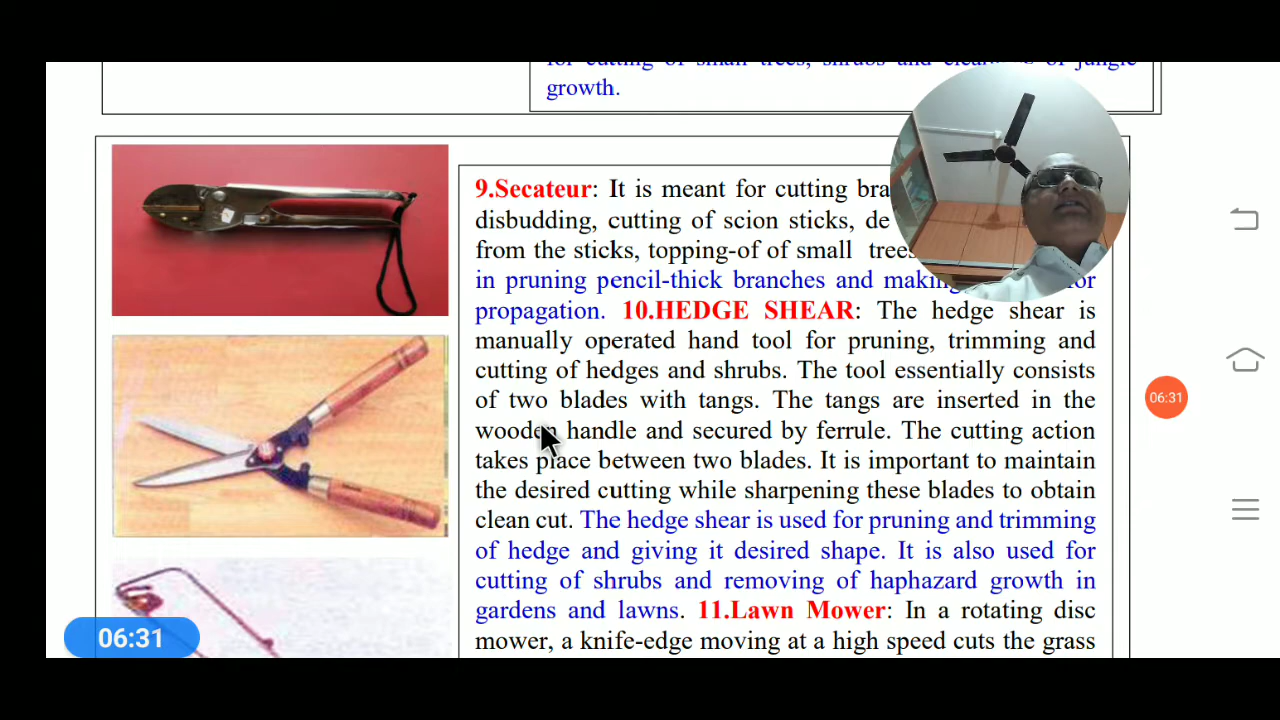 growth.
9.Secateur: It is meant for cutting
disbudding, cutting of scion sticks, de
from the sticks, topping-of of small
in pruning pencil-thick branches and
propagation. 10.HEDGE SHEAR: The hedge shear is
manually operated hand tool for pruning, trimming and
cutting of hedges and shrubs. The tool essentially consists
of two blades with tangs. The tangs are inserted in the
wooden handle and secured by ferrule. The cutting action
takes place between two blades. It is important to maintain
the desired cutting while sharpening these blades to obtain
clean cut. The hedge shear is used for pruning and trimming
of hedge and giving it desired shape. It is also used for
cutting of shrubs and removing of haphazard growth in
gardens and lawns. 11.Lawn Mower: In a rotating disc
mower, a knife-edge moving at a high speed cuts the grass
06:31
06:31